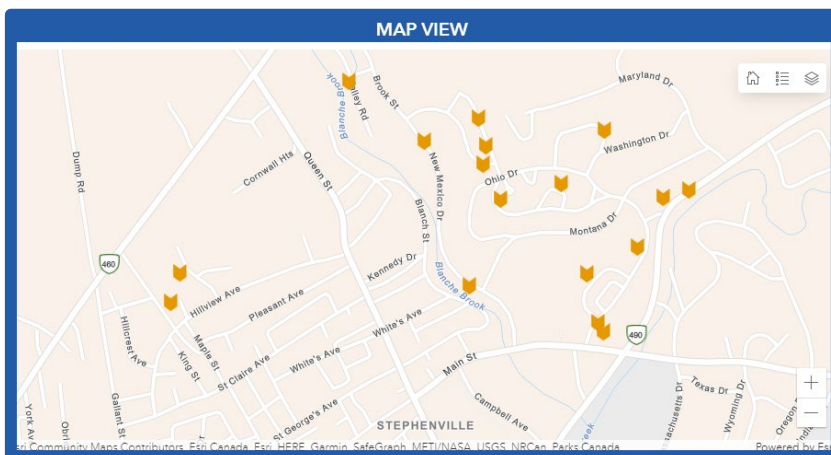 MAP VIEW
Maryland Dr
Brook St
Valley Rd
Blanche Brook
Washington Dr
Cornwall Hts
Queen St
New Mexico Dr
Ohio Dr
Dump Rd
Blanch St
Montana Dr
460
Kennedy Dr
Blanche Brook
Hillview Ave
Pleasant Ave
490
Hillcrest Ave
Maple St
White's Ave
White's Ave
King St
St Claire Ave
Main St
Texas Dr
Gallant St
St George's Ave
Campbell Ave
Wyoming Dr
York Av
STEPHENVILLE
Esri Community Maps Contributors, Esri Canada, Esri, HERE, Garmin, SafeGraph, METI/NASA, USGS, NRCan, Parks Canada
Powered by Esri